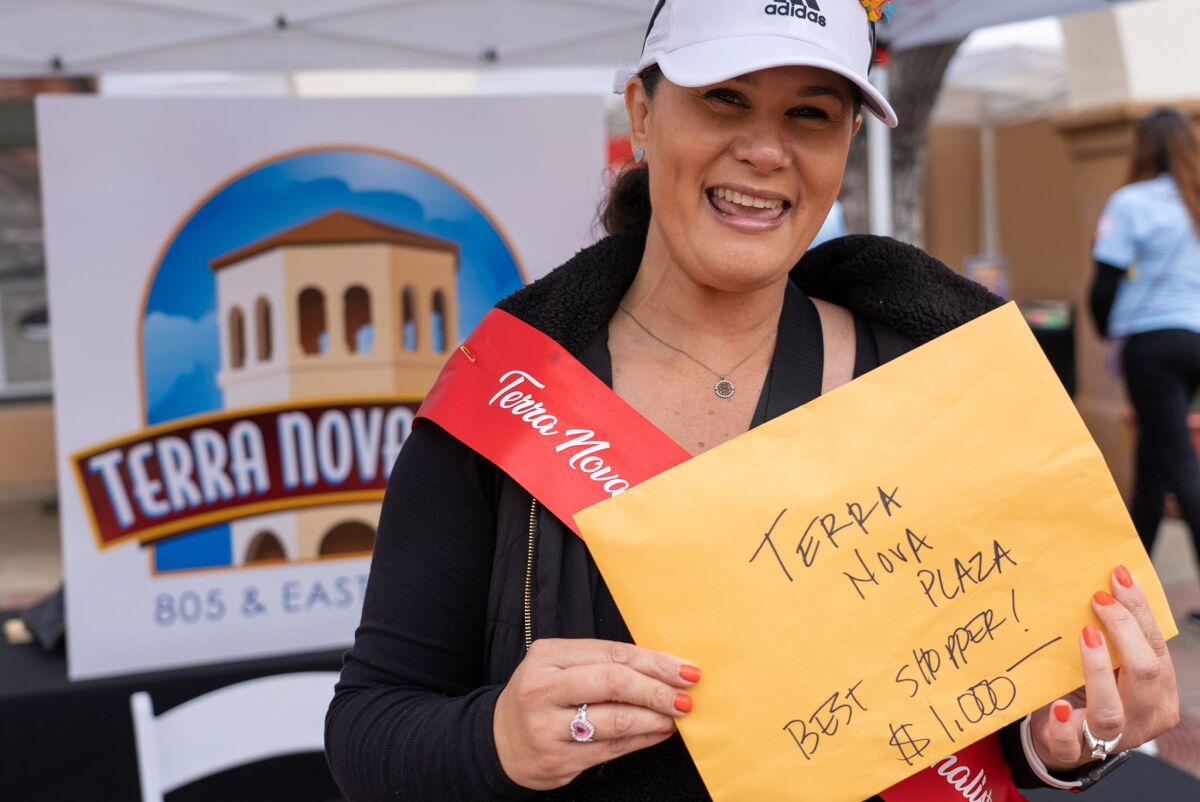 adidas
TERRA NOVA
805 & EAST
Terra Nova
TERRA
NOVA
PLAZA
BEST SHOPPER!
$1,000